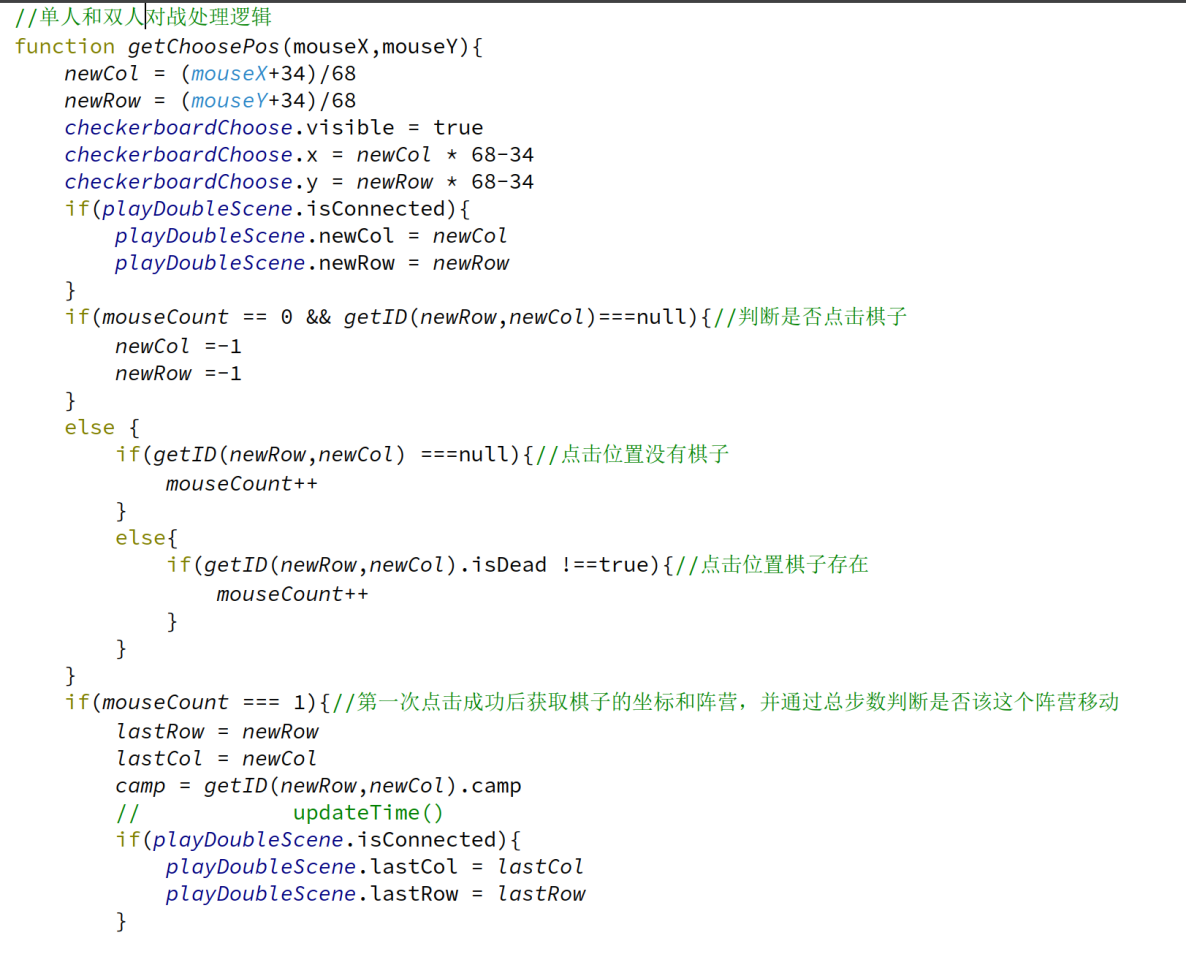 //单人和双人对战处理逻辑
function getChoosePos(mouseX,mouseY){
    newCol = (mouseX+34)/68
    newRow = (mouseY+34)/68
    checkerboardChoose.visible = true
    checkerboardChoose.x = newCol * 68-34
    checkerboardChoose.y = newRow * 68-34
    if(playDoubleScene.isConnected){
        playDoubleScene.newCol = newCol
        playDoubleScene.newRow = newRow
    }
    if(mouseCount == 0 && getID(newRow,newCol)===null){//判断是否点击棋子
        newCol =-1
        newRow =-1
    }
    else {
        if(getID(newRow,newCol) ===null){//点击位置没有棋子
            mouseCount++
        }
        else{
            if(getID(newRow,newCol).isDead !==true){//点击位置棋子存在
                mouseCount++
            }
        }
    }
    if(mouseCount === 1){//第一次点击成功后获取棋子的坐标和阵营，并通过总步数判断是否该这个阵营移动
        lastRow = newRow
        lastCol = newCol
        camp = getID(newRow,newCol).camp
        //            updateTime()
        if(playDoubleScene.isConnected){
            playDoubleScene.lastCol = lastCol
            playDoubleScene.lastRow = lastRow
        }